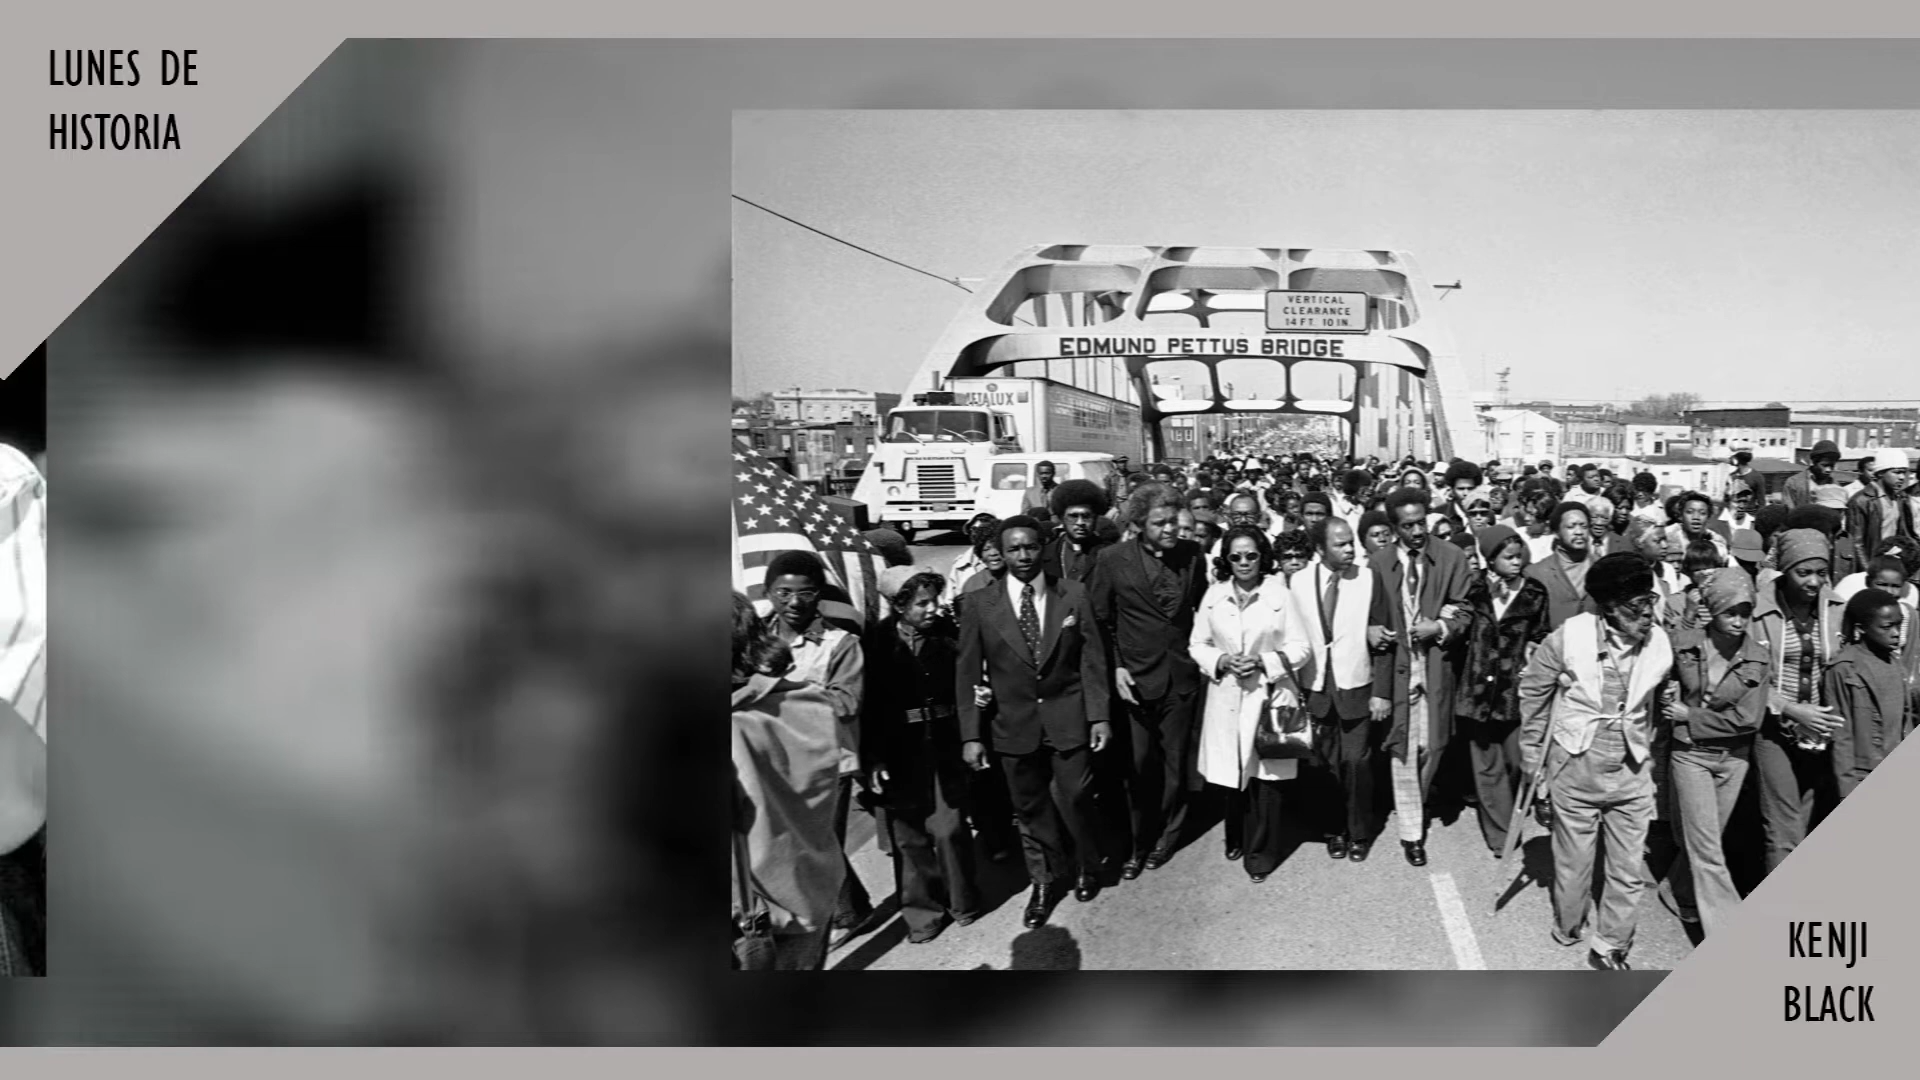 LUNES DE
HISTORIA
VERTICAL
CLEARANCE
14 FT. 10 IN.
EDMUND PETTUS BRIDGE
KENJI
BLACK